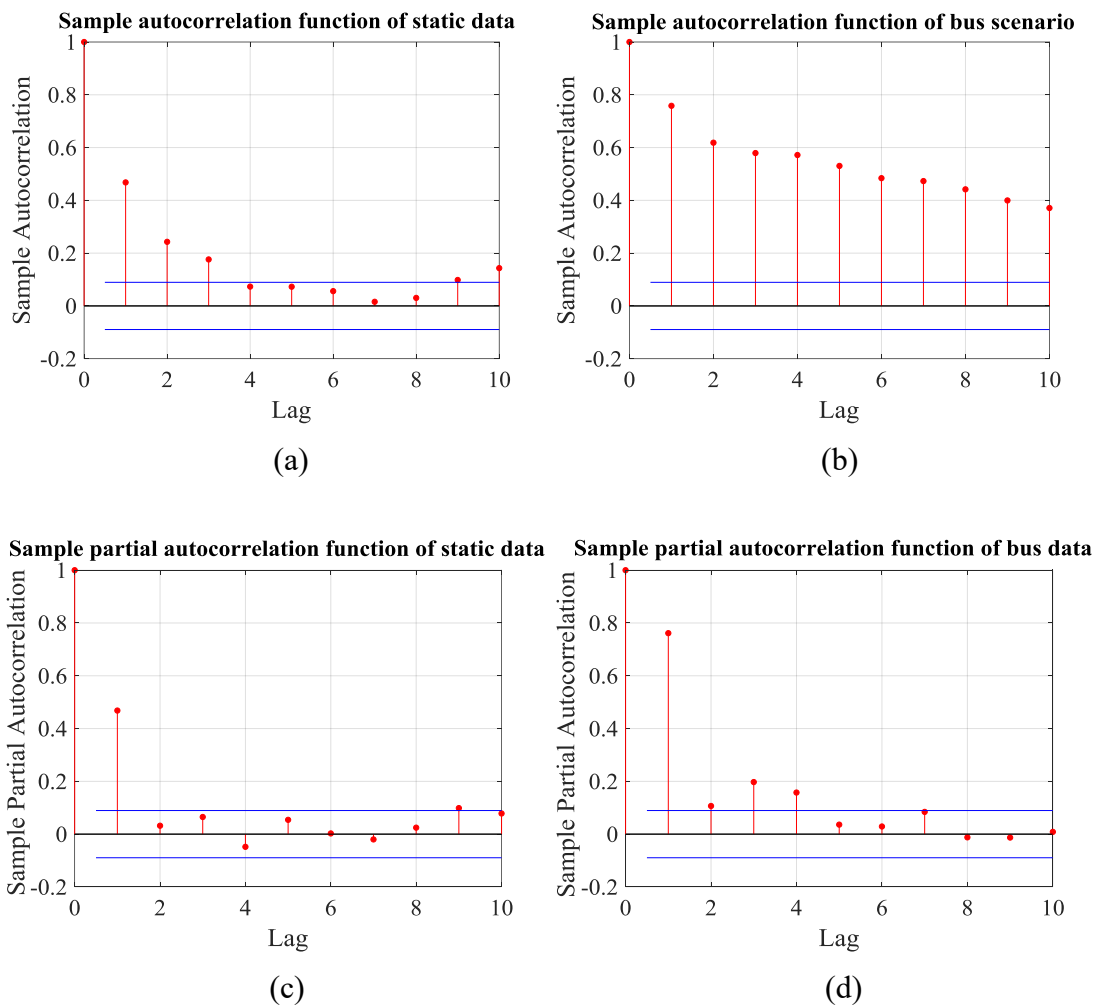 Sample autocorrelation function of static data
1
0.8
0.6
0.4
0.2
0
-0.2
Sample Autocorrelation
0 2 4 6 8 10
Lag
(a)
Sample autocorrelation function of bus scenario
1
0.8
0.6
0.4
0.2
0
-0.2
Sample Autocorrelation
0 2 4 6 8 10
Lag
(b)
Sample partial autocorrelation function of static data
1
0.8
0.6
0.4
0.2
0
-0.2
Sample Partial Autocorrelation
0 2 4 6 8 10
Lag
(c)
Sample partial autocorrelation function of bus data
1
0.8
0.6
0.4
0.2
0
-0.2
Sample Partial Autocorrelation
0 2 4 6 8 10
Lag
(d)